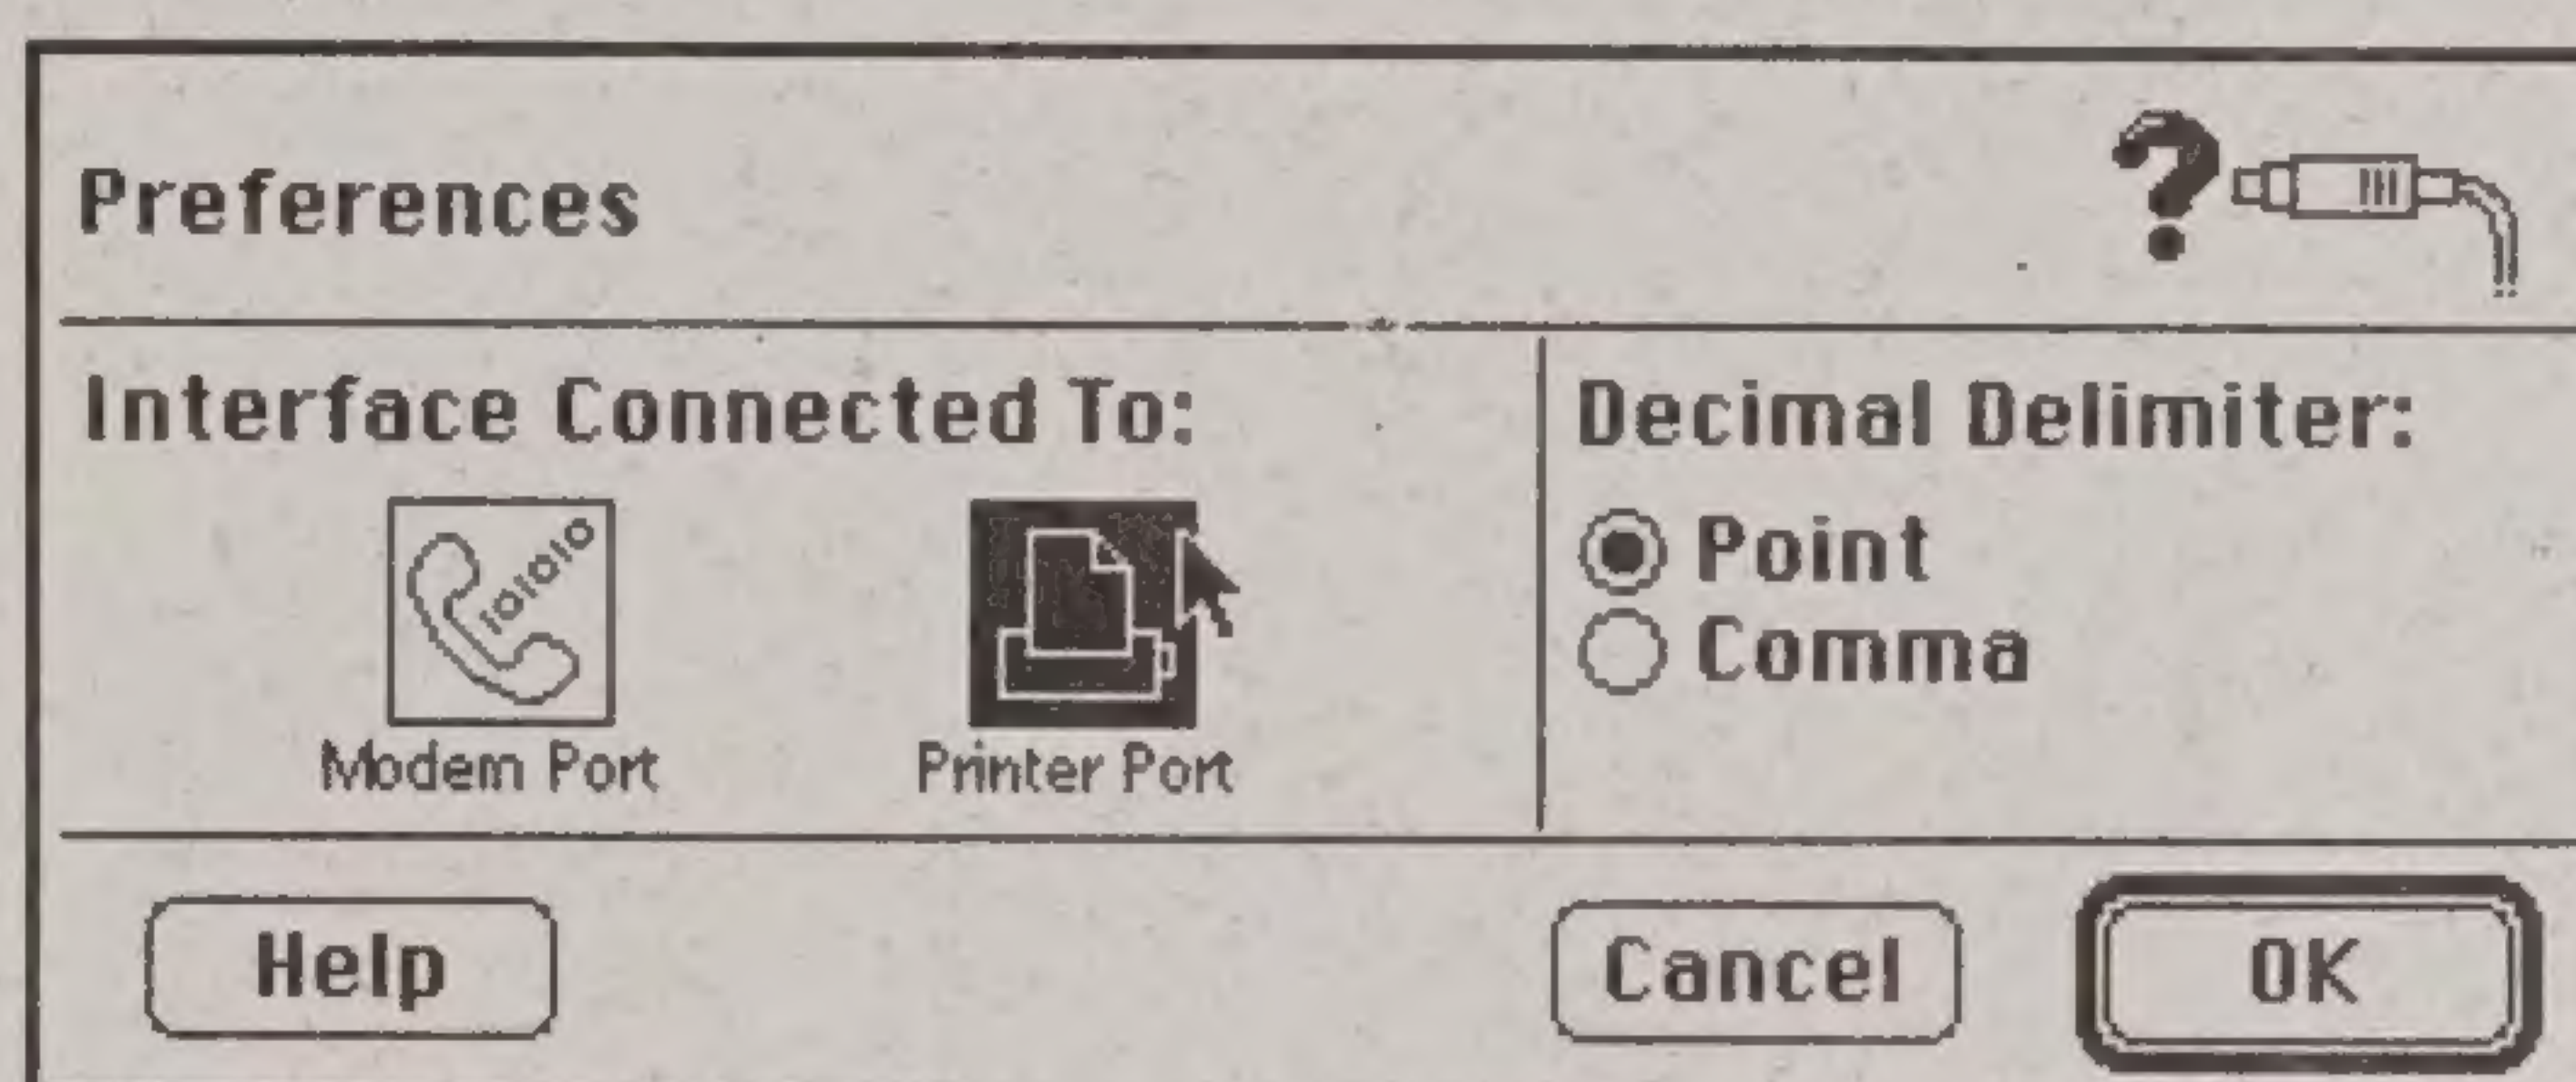 Preferences
Interface Connected To:
Modem Port
Printer Port
Decimal Delimiter:
Point
Comma
Help
Cancel
OK